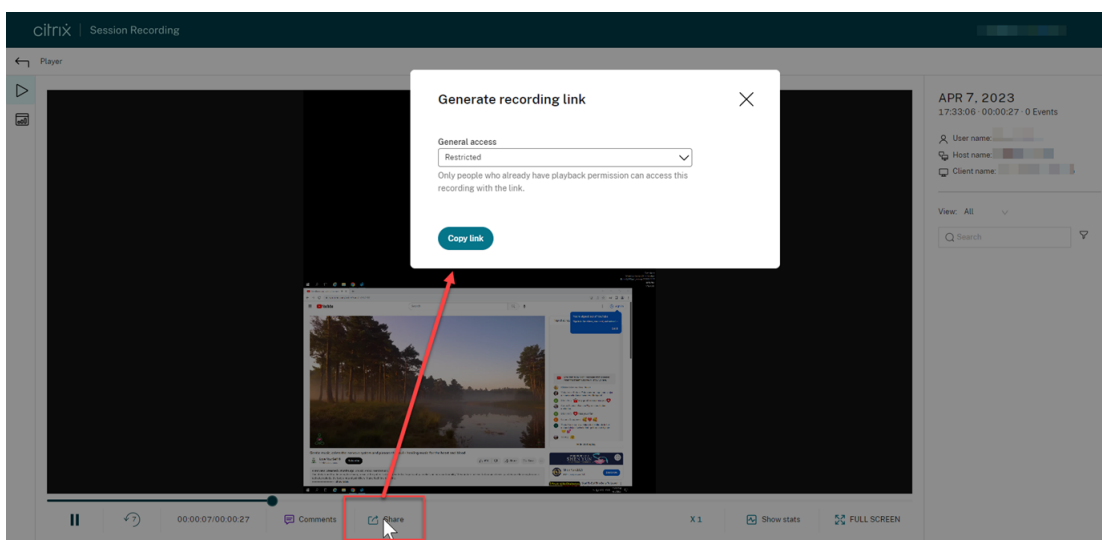 citrix | Session Recording
Player
Generate recording link
General access
Restricted
Only people who already have playback permission can access this
recording with the link.
Copy link
APR 7, 2023
17:33:06 · 00:00:27 · 0 Events
User name:
Host name:
Client name:
View: All
Search
YouTube
00:00:07/00:00:27
Comments
Share
X 1
Show stats
FULL SCREEN